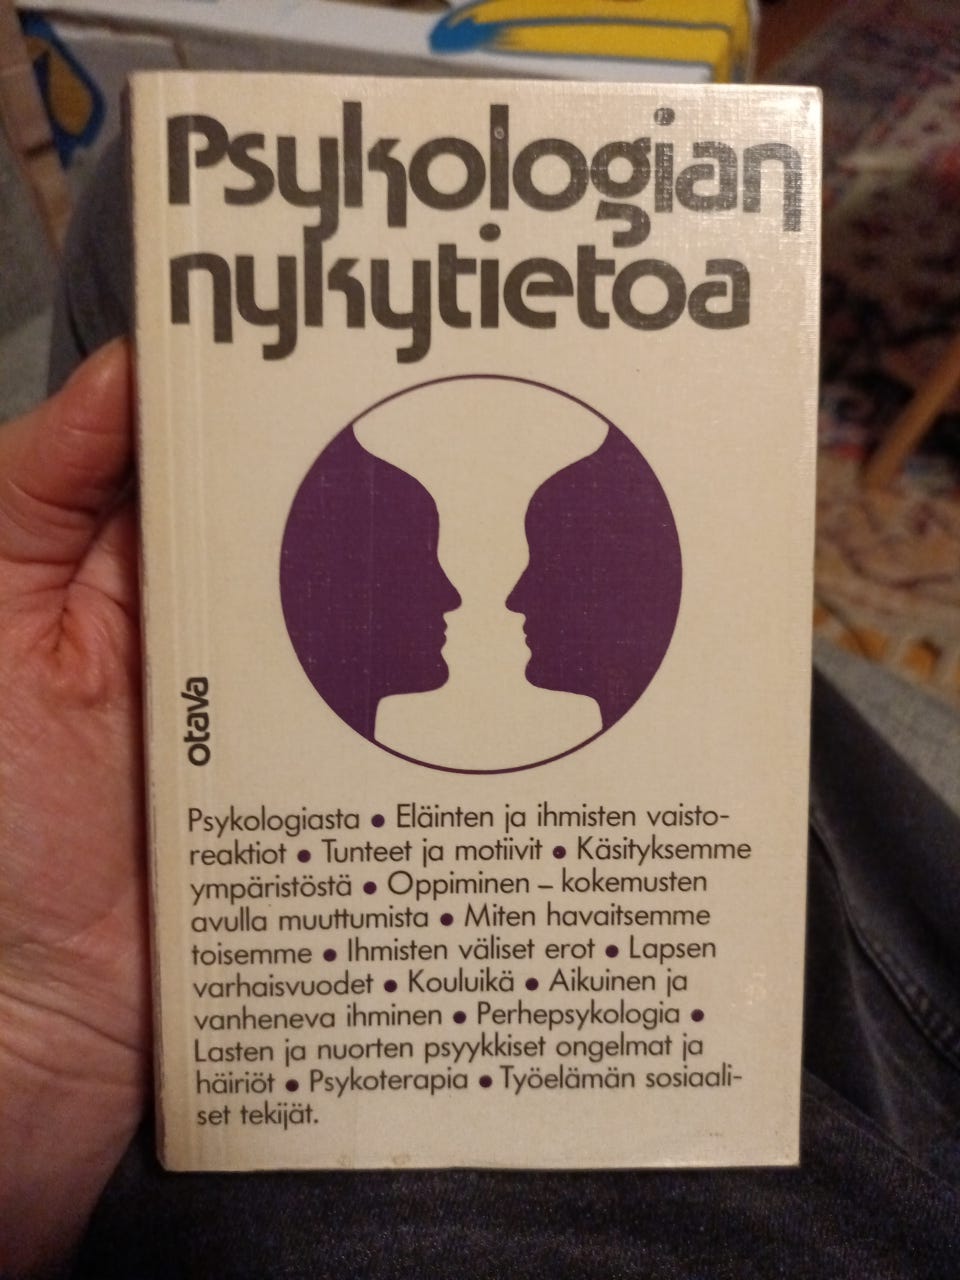 Psykologian
nykytietoa
otava
Psykologiasta ● Eläinten ja ihmisten vaisto-
reaktiot ● Tunteet ja motiivit ● Käsityksemme
ympäristöstä ● Oppiminen – kokemusten
avulla muuttumista ● Miten havaitsemme
toisemme ● Ihmisten väliset erot ● Lapsen
varhaisvuodet ● Kouluikä ● Aikuinen ja
vanheneva ihminen ● Perhepsykologia ●
Lasten ja nuorten psyykkiset ongelmat ja
häiriöt ● Psykoterapia ● Työelämän sosiaali-
set tekijät.